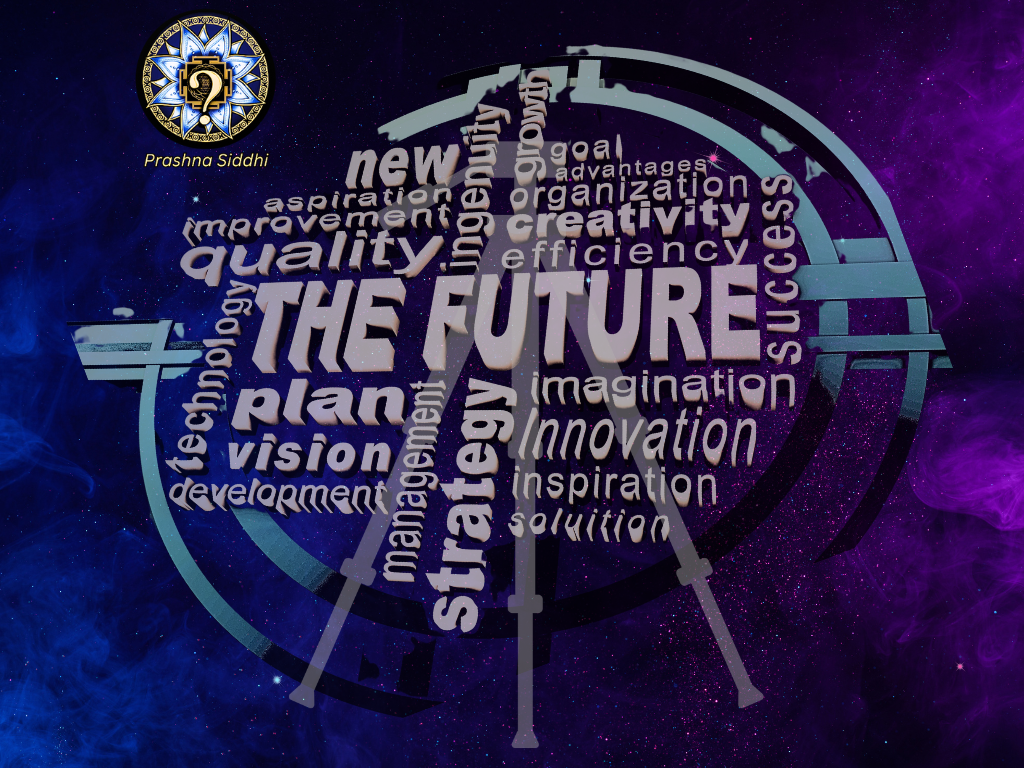 Prashna Siddhi
new
aspiration
improvement
quality
ingenuity
growth
goal
advantages
organization
creativity
efficiency
success
THE FUTURE
technology
plan
vision
development
management
strategy
imagination
Innovation
inspiration
soluition